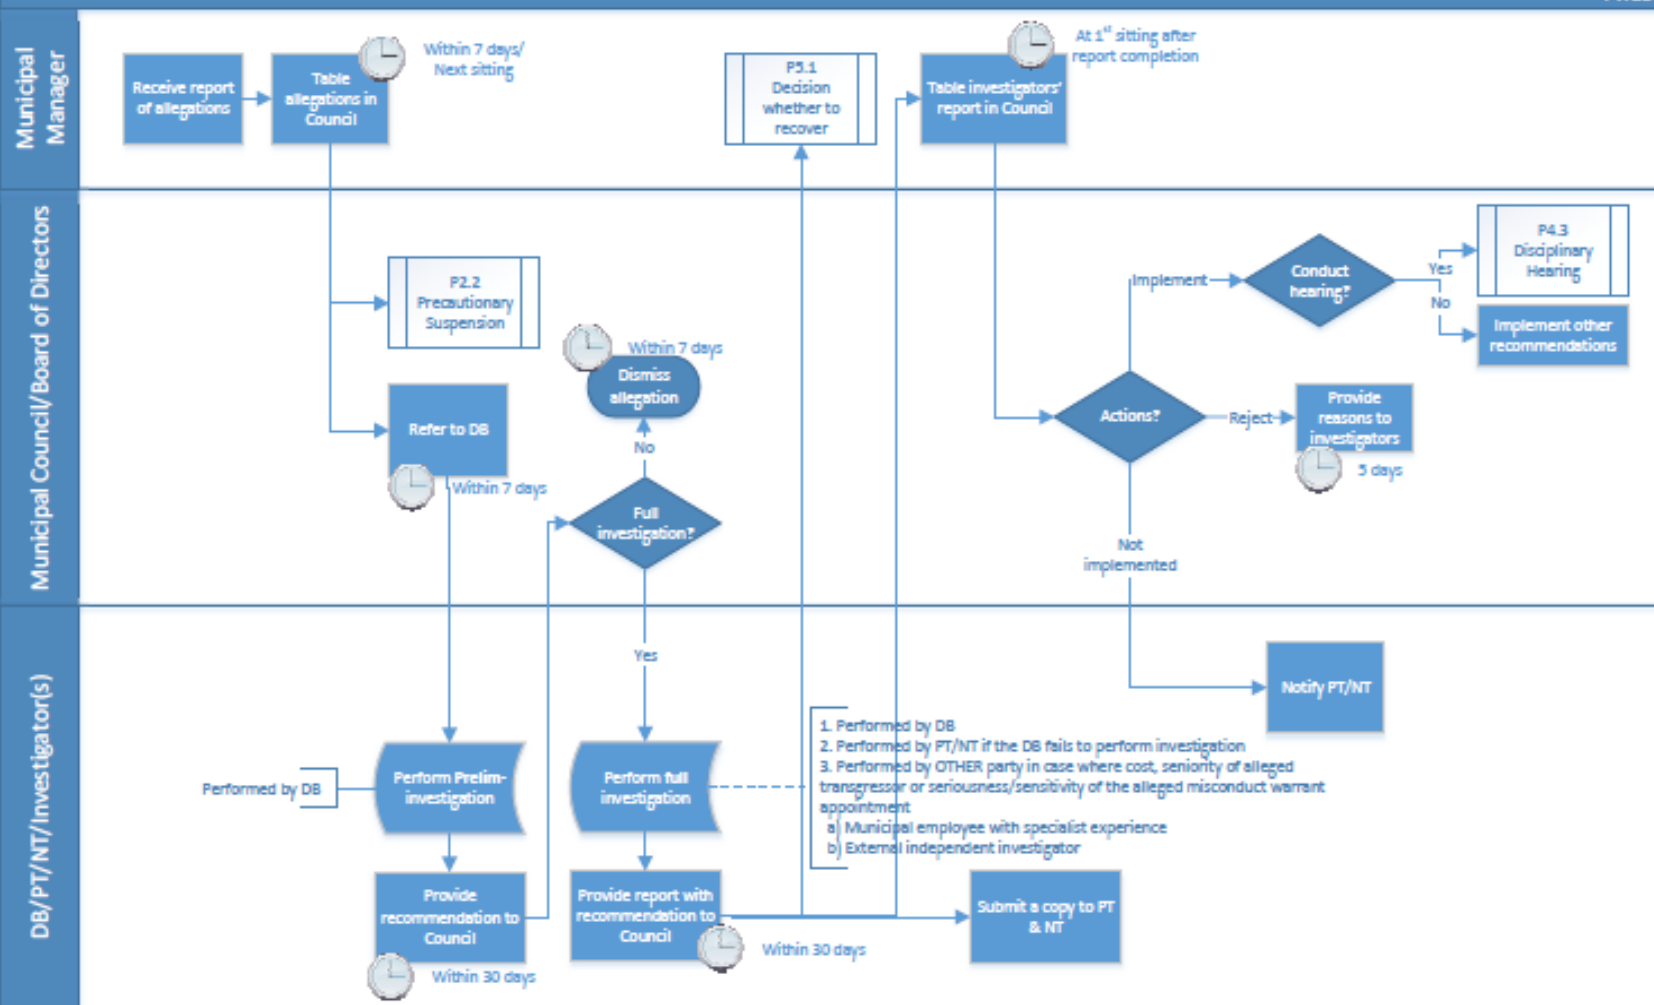 Municipal
Manager
Receive report
of allegations
Table
allegations in
Council
Within 7 days/
Next sitting
P5.1
Decision
whether to
recover
Table investigators'
report in Council
At 1st sitting after
report completion
Municipal Council/Board of Directors
P2.2
Precautionary
Suspension
Refer to DB
Within 7 days
Within 7 days
Dismiss
allegation
No
Full
investigation?
Yes
Implement
Conduct
hearing?
Yes
No
P4.3
Disciplinary
Hearing
Implement other
recommendations
Actions?
Reject
Provide
reasons to
investigators
5 days
Not
implemented
DB/PT/NT/Investigator(s)
Notify PT/NT
Performed by DB
Perform Prelim-
investigation
Perform full
investigation
1. Performed by DB
2. Performed by PT/NT if the DB fails to perform investigation
3. Performed by OTHER party in case where cost, seniority of alleged
transgressor or seriousness/sensitivity of the alleged misconduct warrant
appointment
a) Municipal employee with specialist experience
b) External independent investigator
Provide
recommendation to
Council
Within 30 days
Provide report with
recommendation to
Council
Within 30 days
Submit a copy to PT
& NT